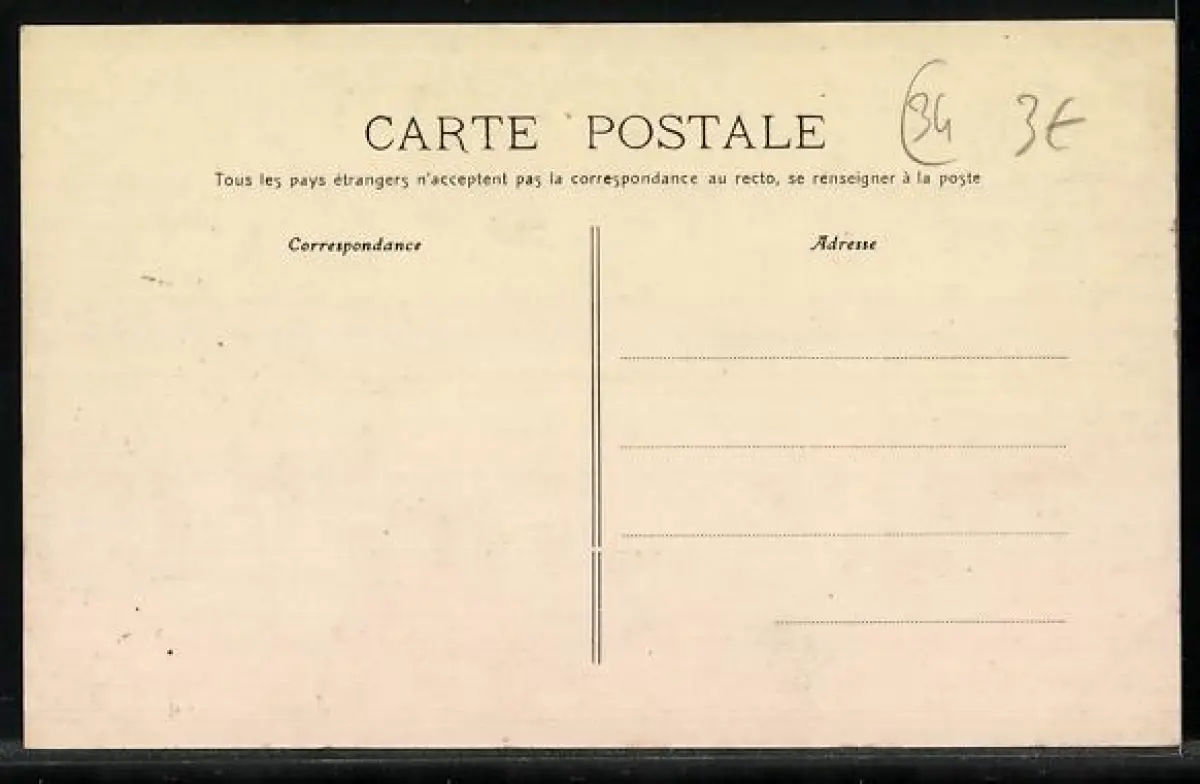 CARTE POSTALE
34 3€
Tous les pays étrangers n'acceptent pas la correspondance au recto, se renseigner à la poste
Correspondance
Adresse